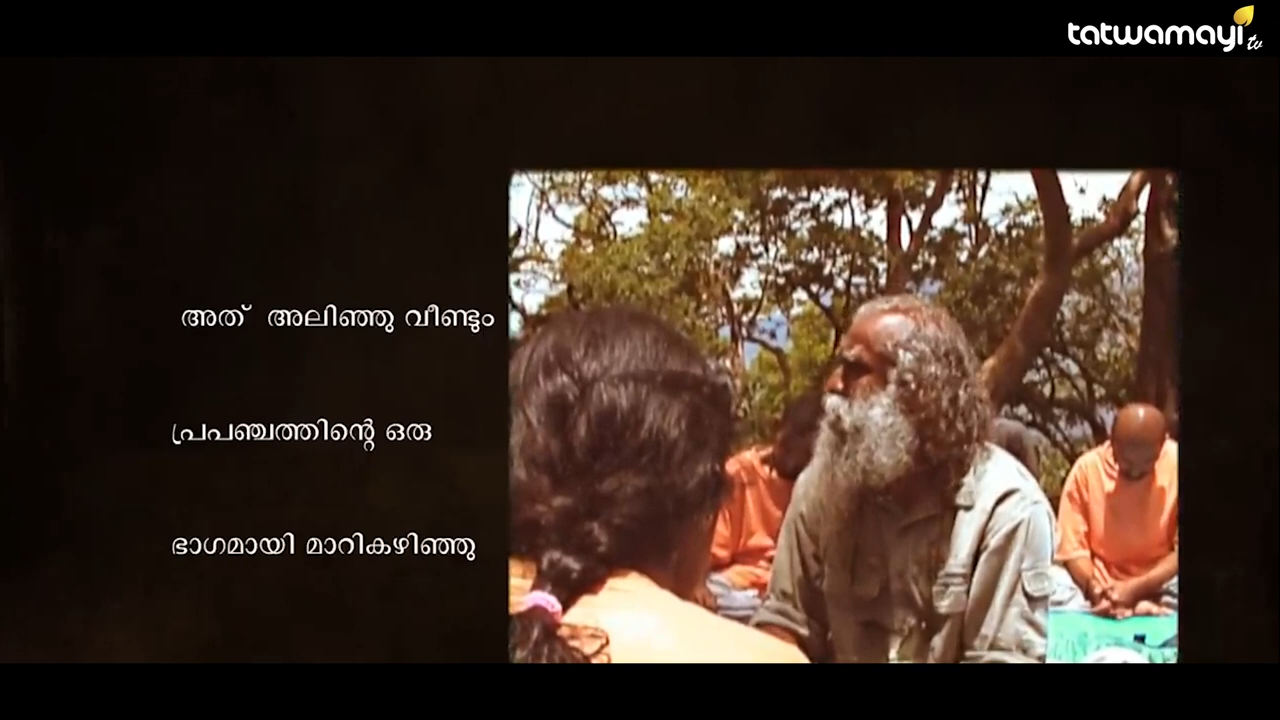 tatwamayi tv
അത് അലിഞ്ഞു വീണ്ടും
പ്രപഞ്ചത്തിന്റെ ഒരു
ഭാഗമായി മാറികഴിഞ്ഞു